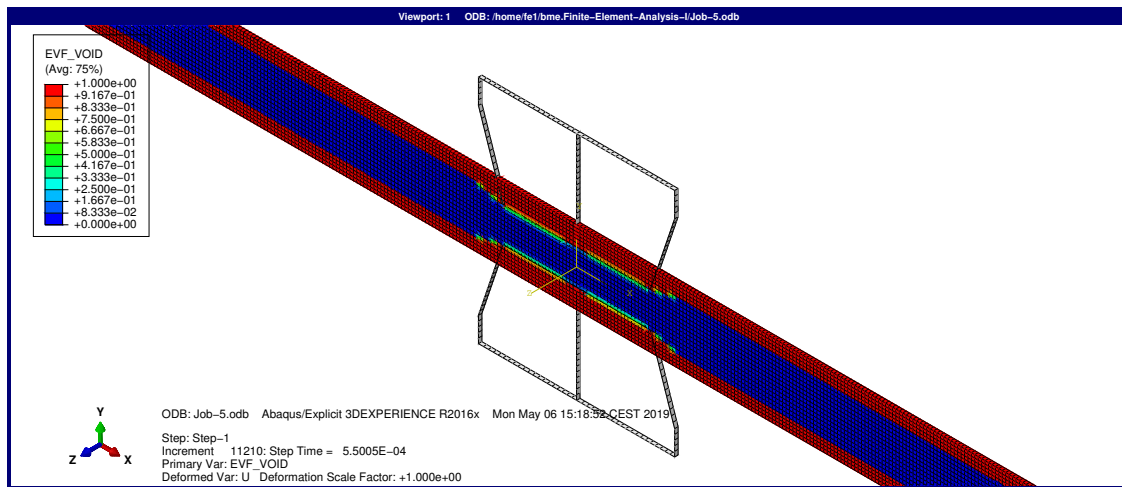 Viewport: 1 ODB: /home/fe1/bme.Finite−Element−Analysis−I/Job−5.odb
EVF_VOID
(Avg: 75%)
+1.000e+00
+9.167e−01
+8.333e−01
+7.500e−01
+6.667e−01
+5.833e−01
+5.000e−01
+4.167e−01
+3.333e−01
+2.500e−01
+1.667e−01
+8.333e−02
+0.000e+00
Y
Z
X
Y
Z
X
ODB: Job−5.odb Abaqus/Explicit 3DEXPERIENCE R2016x Mon May 06 15:18:52 CEST 2019
Step: Step−1
Increment 11210: Step Time = 5.5005E−04
Primary Var: EVF_VOID
Deformed Var: U Deformation Scale Factor: +1.000e+00